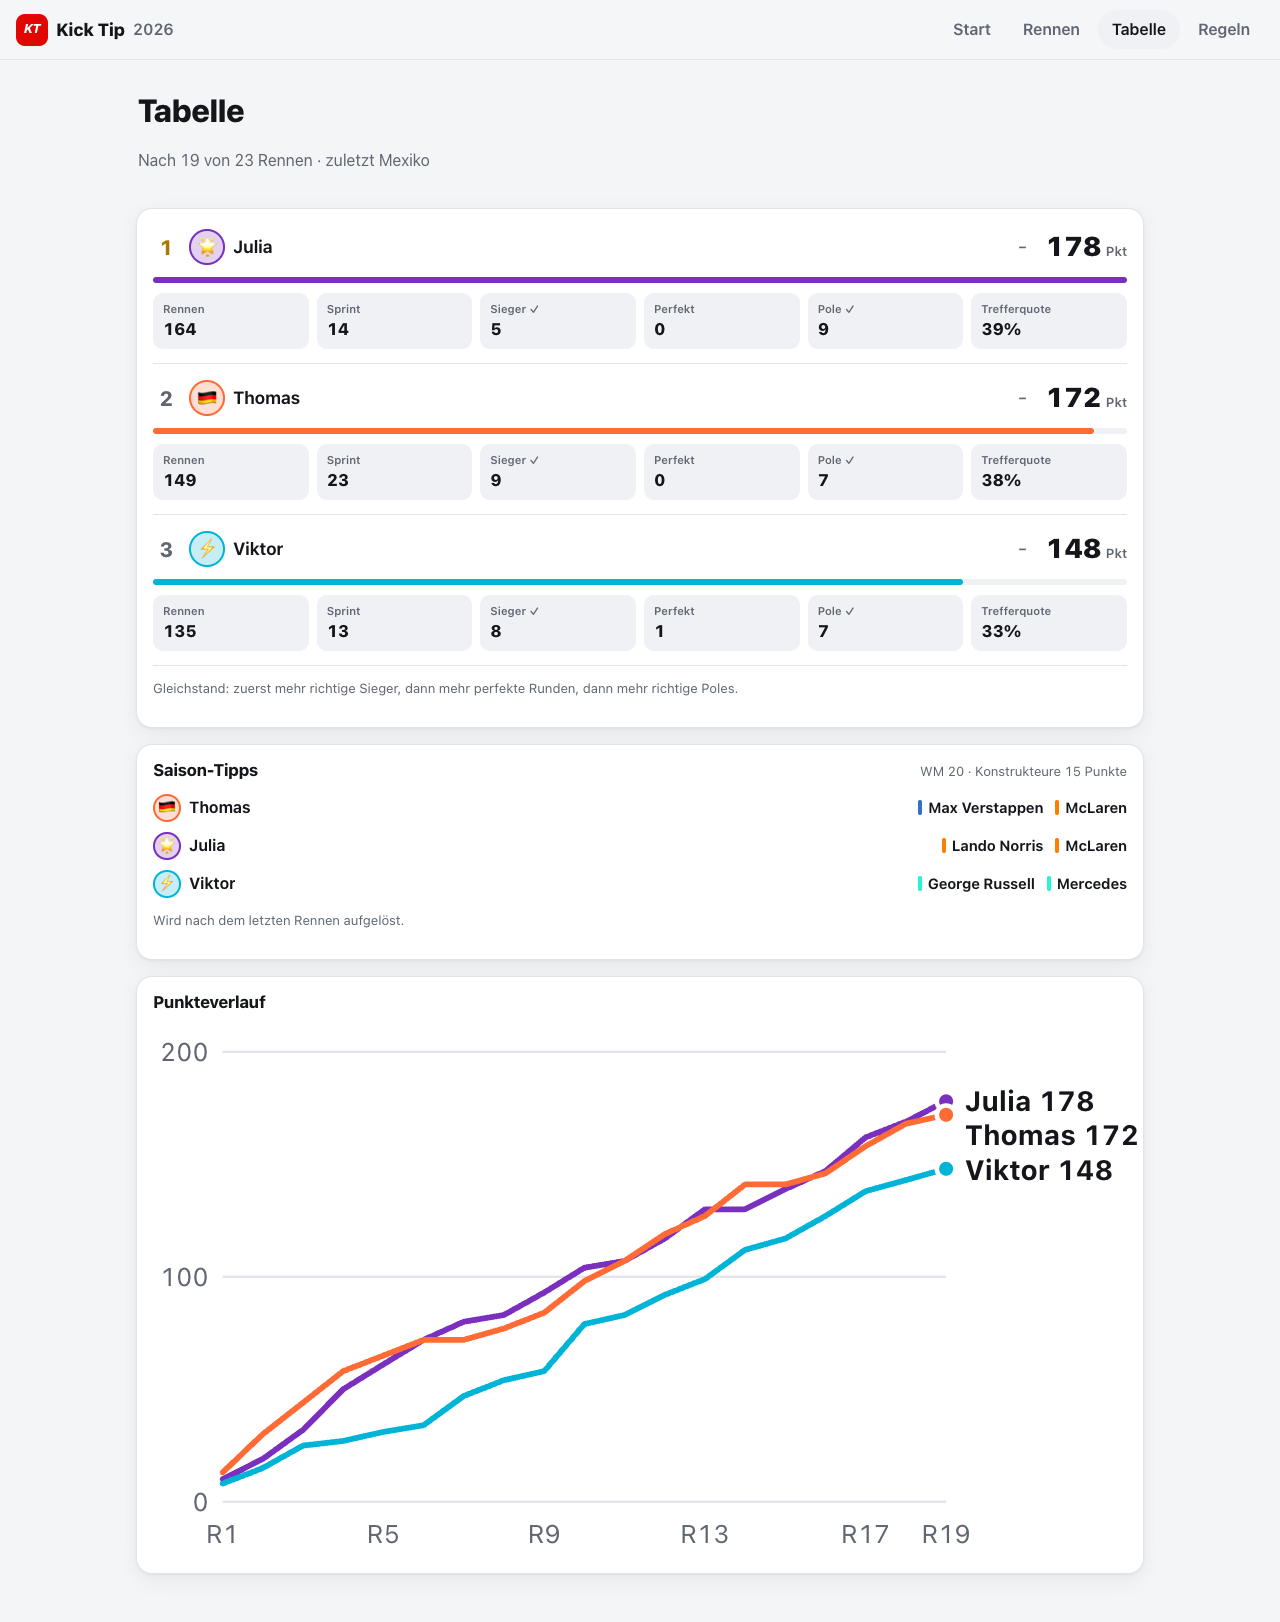 KT Kick Tip 2026 Start Rennen Tabelle Regeln
Tabelle
Nach 19 von 23 Rennen · zuletzt Mexiko
1 Julia – 178 Pkt
Rennen Sprint Sieger ✓ Perfekt Pole ✓ Trefferquote
164 14 5 0 9 39%
2 Thomas – 172 Pkt
Rennen Sprint Sieger ✓ Perfekt Pole ✓ Trefferquote
149 23 9 0 7 38%
3 Viktor – 148 Pkt
Rennen Sprint Sieger ✓ Perfekt Pole ✓ Trefferquote
135 13 8 1 7 33%
Gleichstand: zuerst mehr richtige Sieger, dann mehr perfekte Runden, dann mehr richtige Poles.
Saison-Tipps WM 20 · Konstrukteure 15 Punkte
Thomas Max Verstappen McLaren
Julia Lando Norris McLaren
Viktor George Russell Mercedes
Wird nach dem letzten Rennen aufgelöst.
Punkteverlauf
200
Julia 178
Thomas 172
Viktor 148
100
0
R1 R5 R9 R13 R17 R19